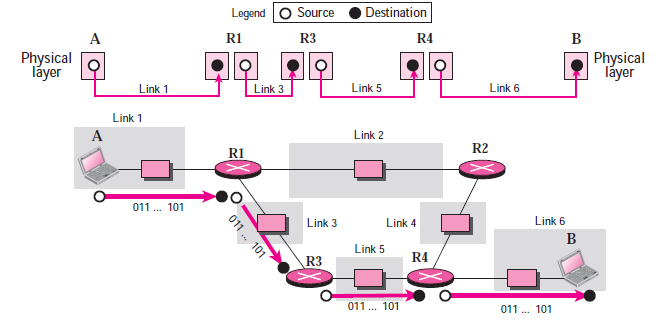 Legend Source Destination
A R1 R3 R4 B
Physical layer
Physical layer
Link 1 Link 3 Link 5 Link 6
Link 1
A
R1
Link 2
R2
011 ... 101
011 ... 101
Link 3
Link 4
Link 6
B
R3
Link 5
R4
011 ... 101
011 ... 101